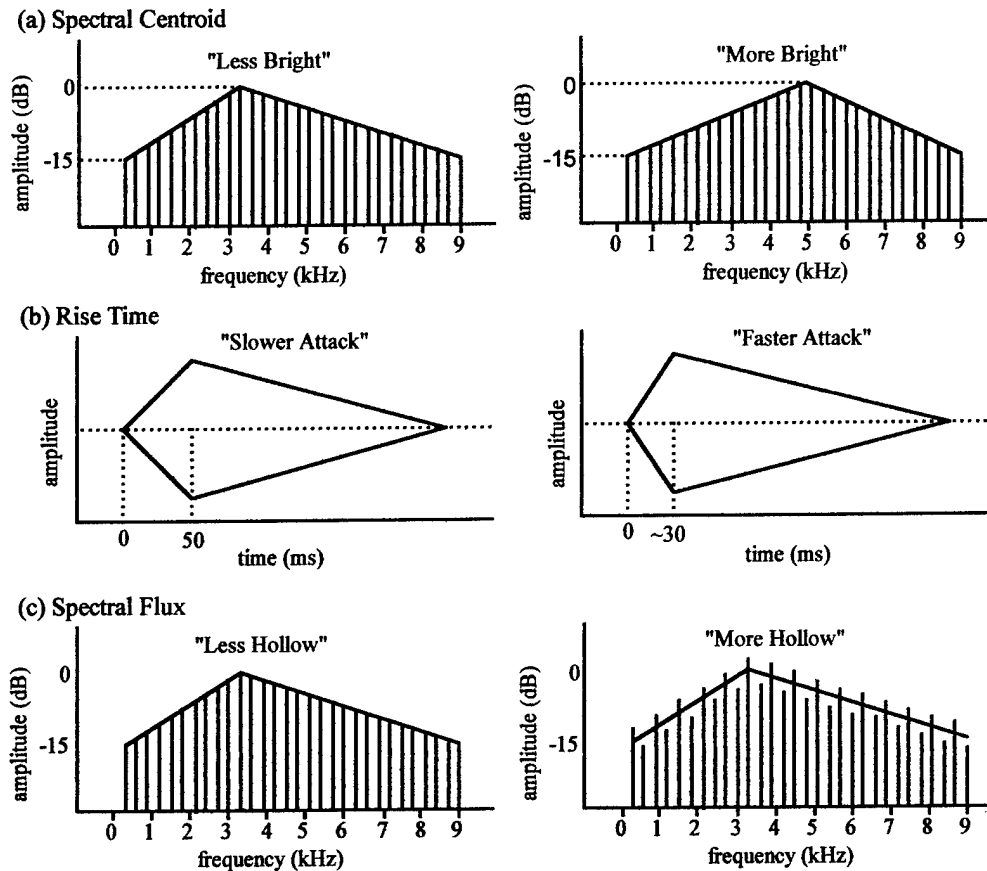 (a) Spectral Centroid
"Less Bright"
amplitude (dB)
0
-15
0 1 2 3 4 5 6 7 8 9
frequency (kHz)
"More Bright"
amplitude (dB)
0
-15
0 1 2 3 4 5 6 7 8 9
frequency (kHz)
(b) Rise Time
"Slower Attack"
amplitude
0 50
time (ms)
"Faster Attack"
amplitude
0 ~30
time (ms)
(c) Spectral Flux
"Less Hollow"
amplitude (dB)
0
-15
0 1 2 3 4 5 6 7 8 9
frequency (kHz)
"More Hollow"
amplitude (dB)
0
-15
0 1 2 3 4 5 6 7 8 9
frequency (kHz)